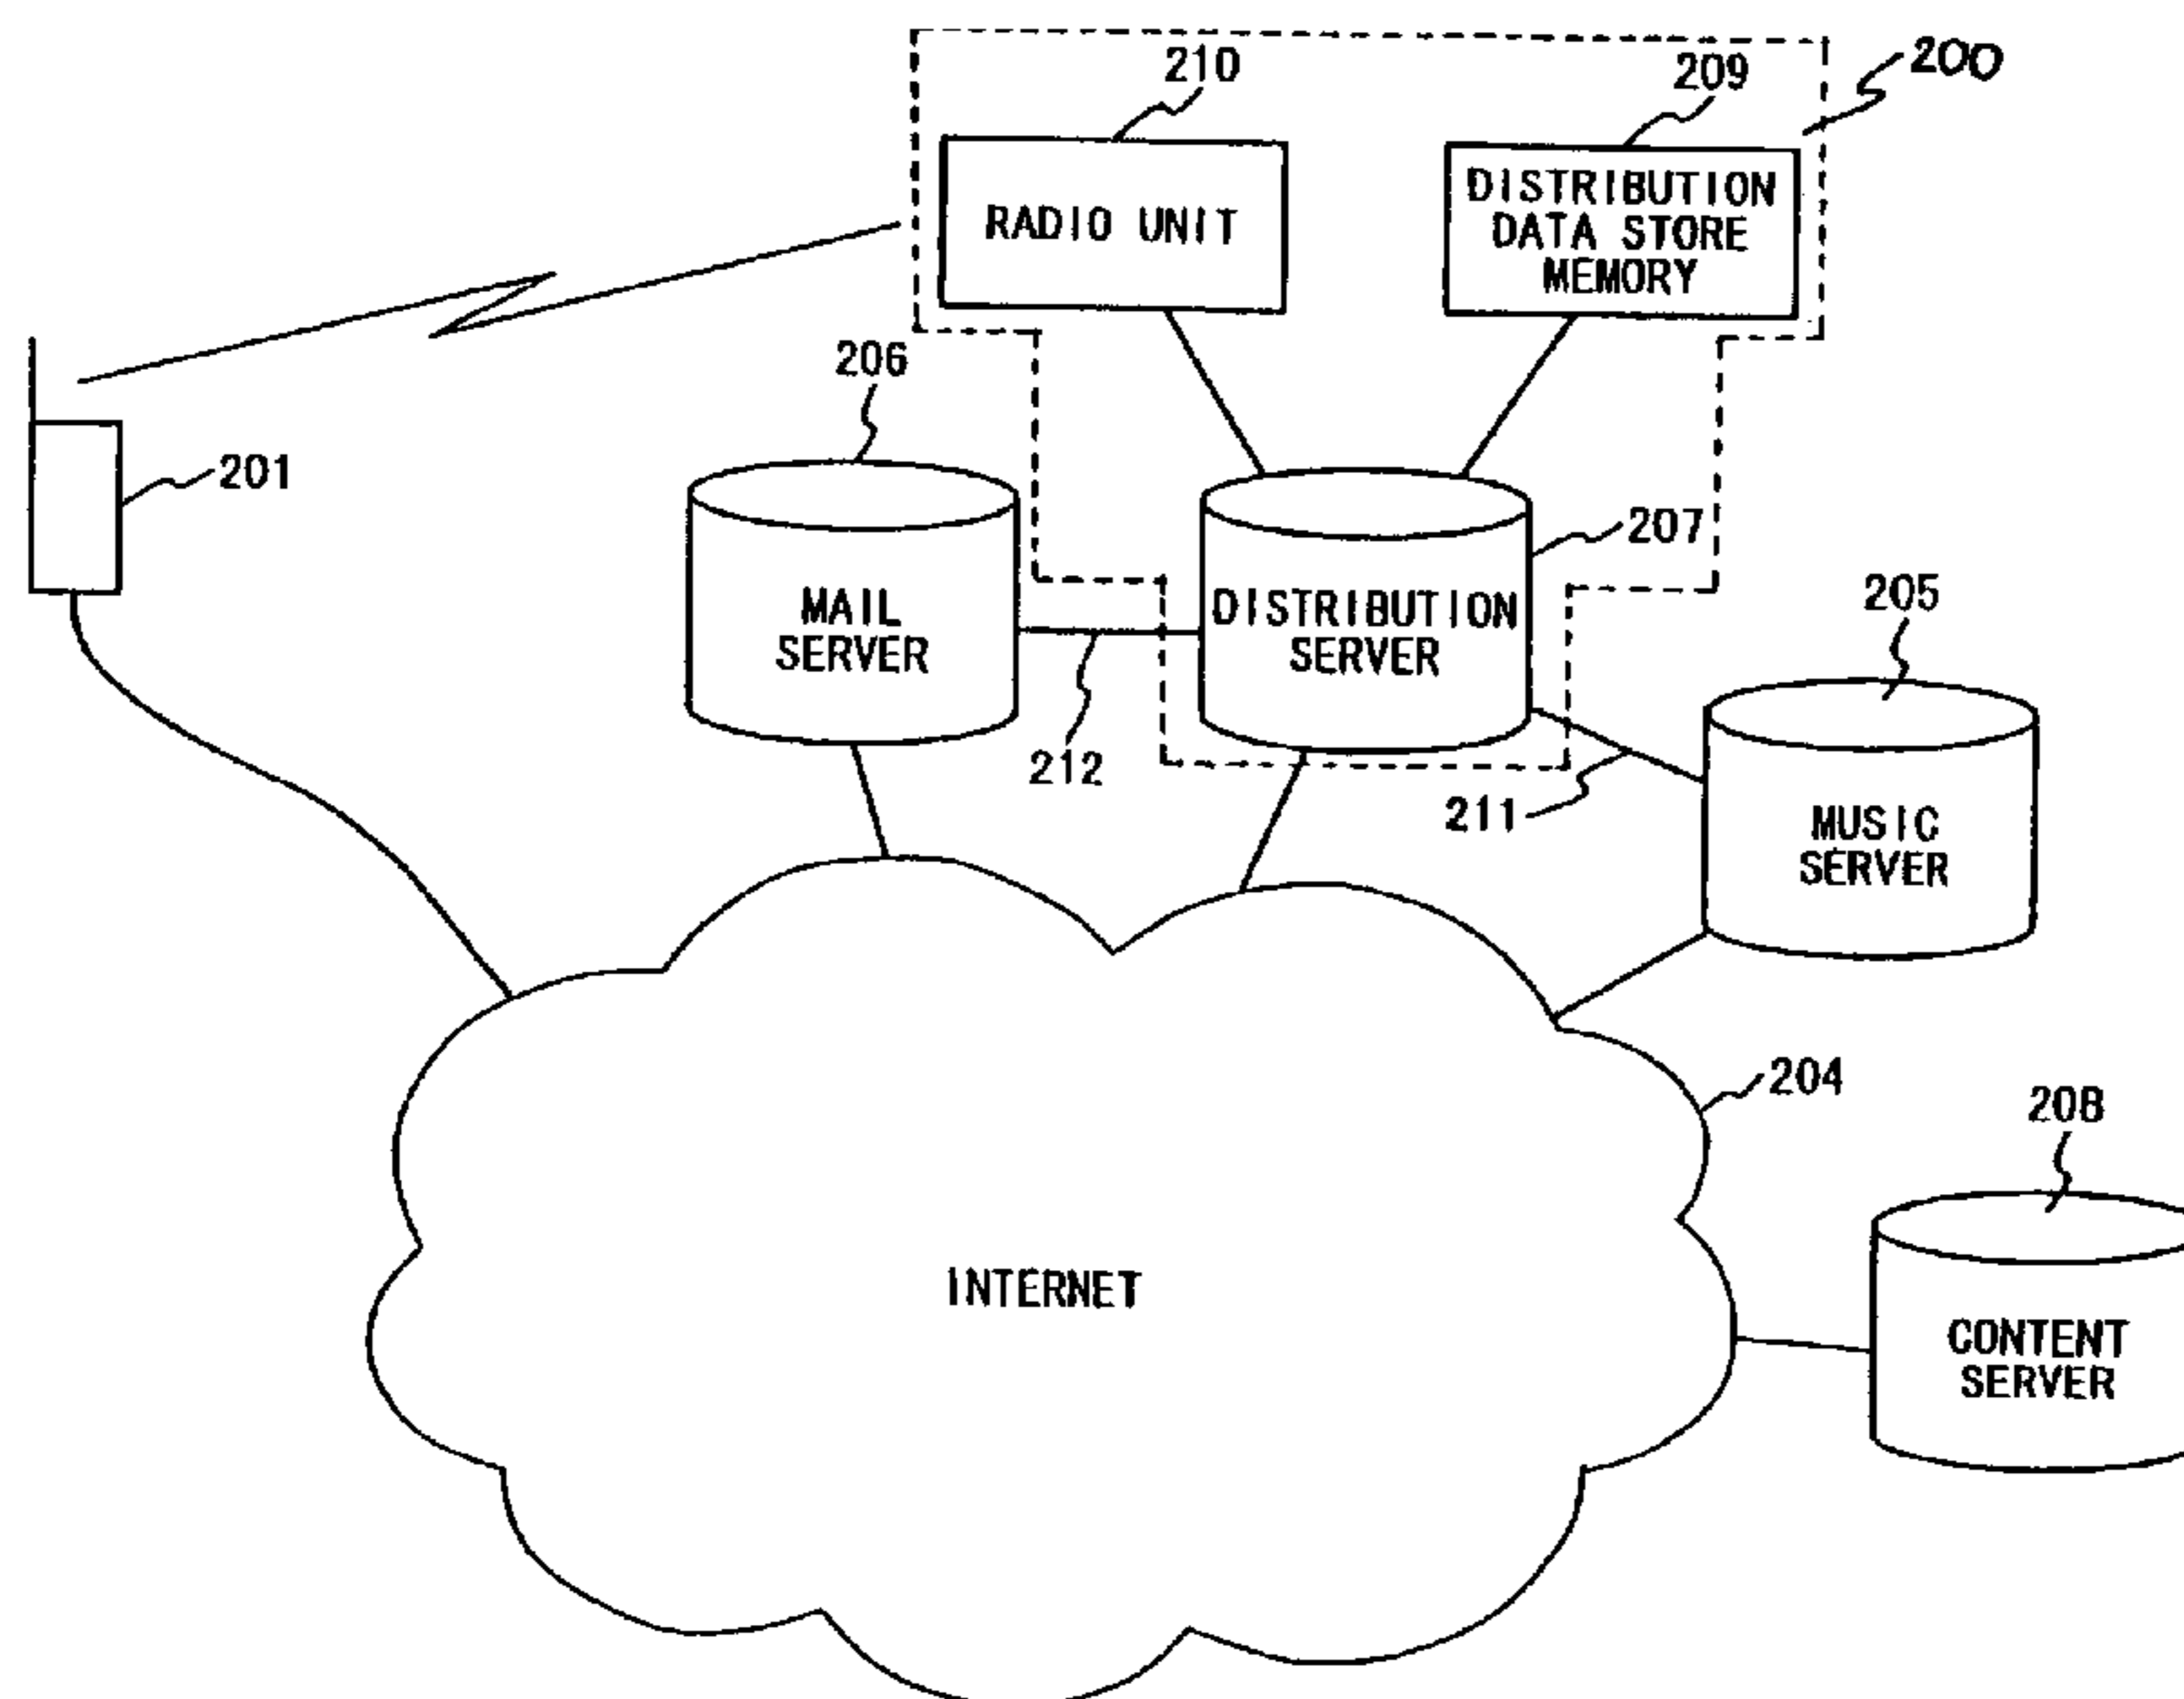 210
209
200
RADIO UNIT
DISTRIBUTION
DATA STORE
MEMORY
206
201
207
MAIL
SERVER
DISTRIBUTION
SERVER
205
212
211
MUSIC
SERVER
204
208
INTERNET
CONTENT
SERVER